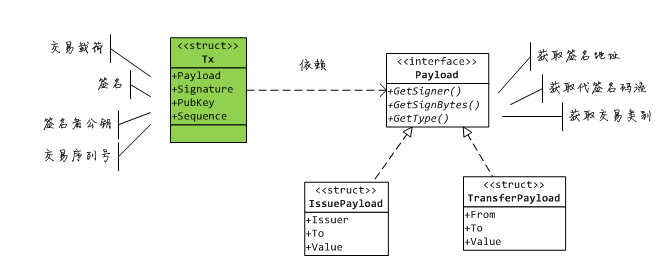 交易载荷
签名
签名者公钥
交易序列号
<<struct>>
Tx
+Payload
+Signature
+PubKey
+Sequence
依赖
<<interface>>
Payload
+GetSigner()
+GetSignBytes()
+GetType()
获取签名地址
获取代签名码流
获取交易类别
<<struct>>
IssuePayload
+Issuer
+To
+Value
<<struct>>
TransferPayload
+From
+To
+Value